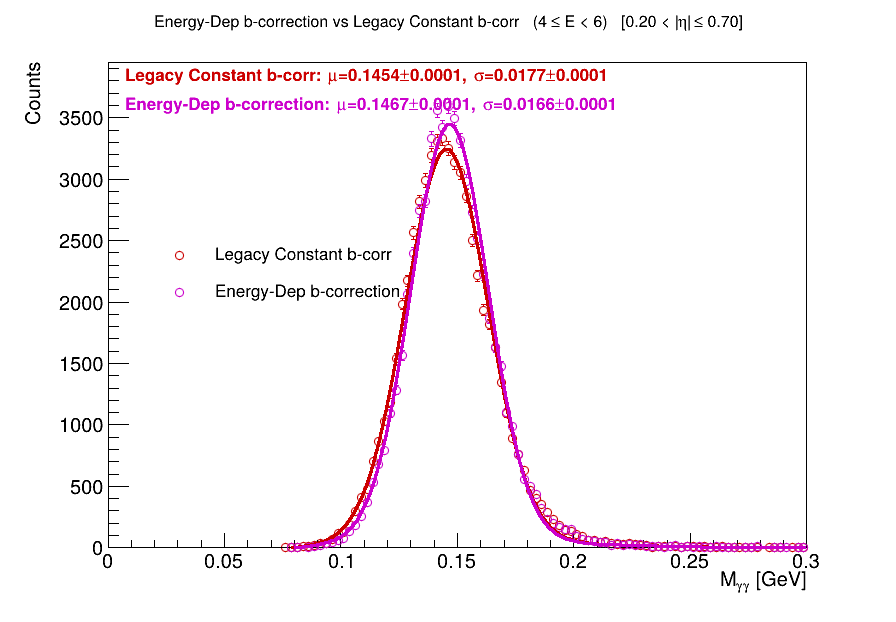 Energy-Dep b-correction vs Legacy Constant b-corr (4 ≤ E < 6) [0.20 < |η| ≤ 0.70]
Counts
Legacy Constant b-corr: μ=0.1454±0.0001, σ=0.0177±0.0001
Energy-Dep b-correction: μ=0.1467±0.0001, σ=0.0166±0.0001
3500
3000
2500
2000
1500
1000
500
0
Legacy Constant b-corr
Energy-Dep b-correction
0 0.05 0.1 0.15 0.2 0.25 0.3
Mγγ [GeV]